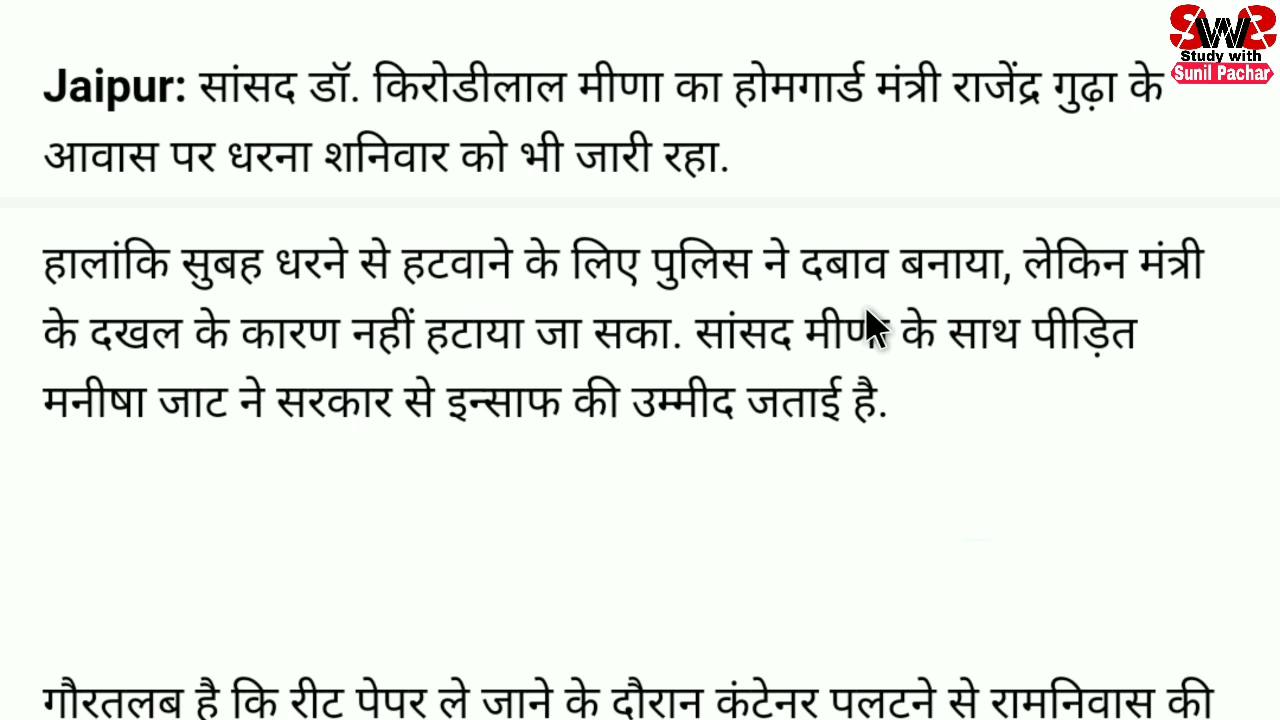 SWS
Study with
Sunil Pachar
Jaipur: सांसद डॉ. किरोडीलाल मीणा का होमगार्ड मंत्री राजेंद्र गुढ़ा के
आवास पर धरना शनिवार को भी जारी रहा.
हालांकि सुबह धरने से हटवाने के लिए पुलिस ने दबाव बनाया, लेकिन मंत्री
के दखल के कारण नहीं हटाया जा सका. सांसद मीणा के साथ पीड़ित
मनीषा जाट ने सरकार से इन्साफ की उम्मीद जताई है.
गौरतलब है कि रीट पेपर ले जाने के दौरान कंटेनर पलटने से रामनिवास की